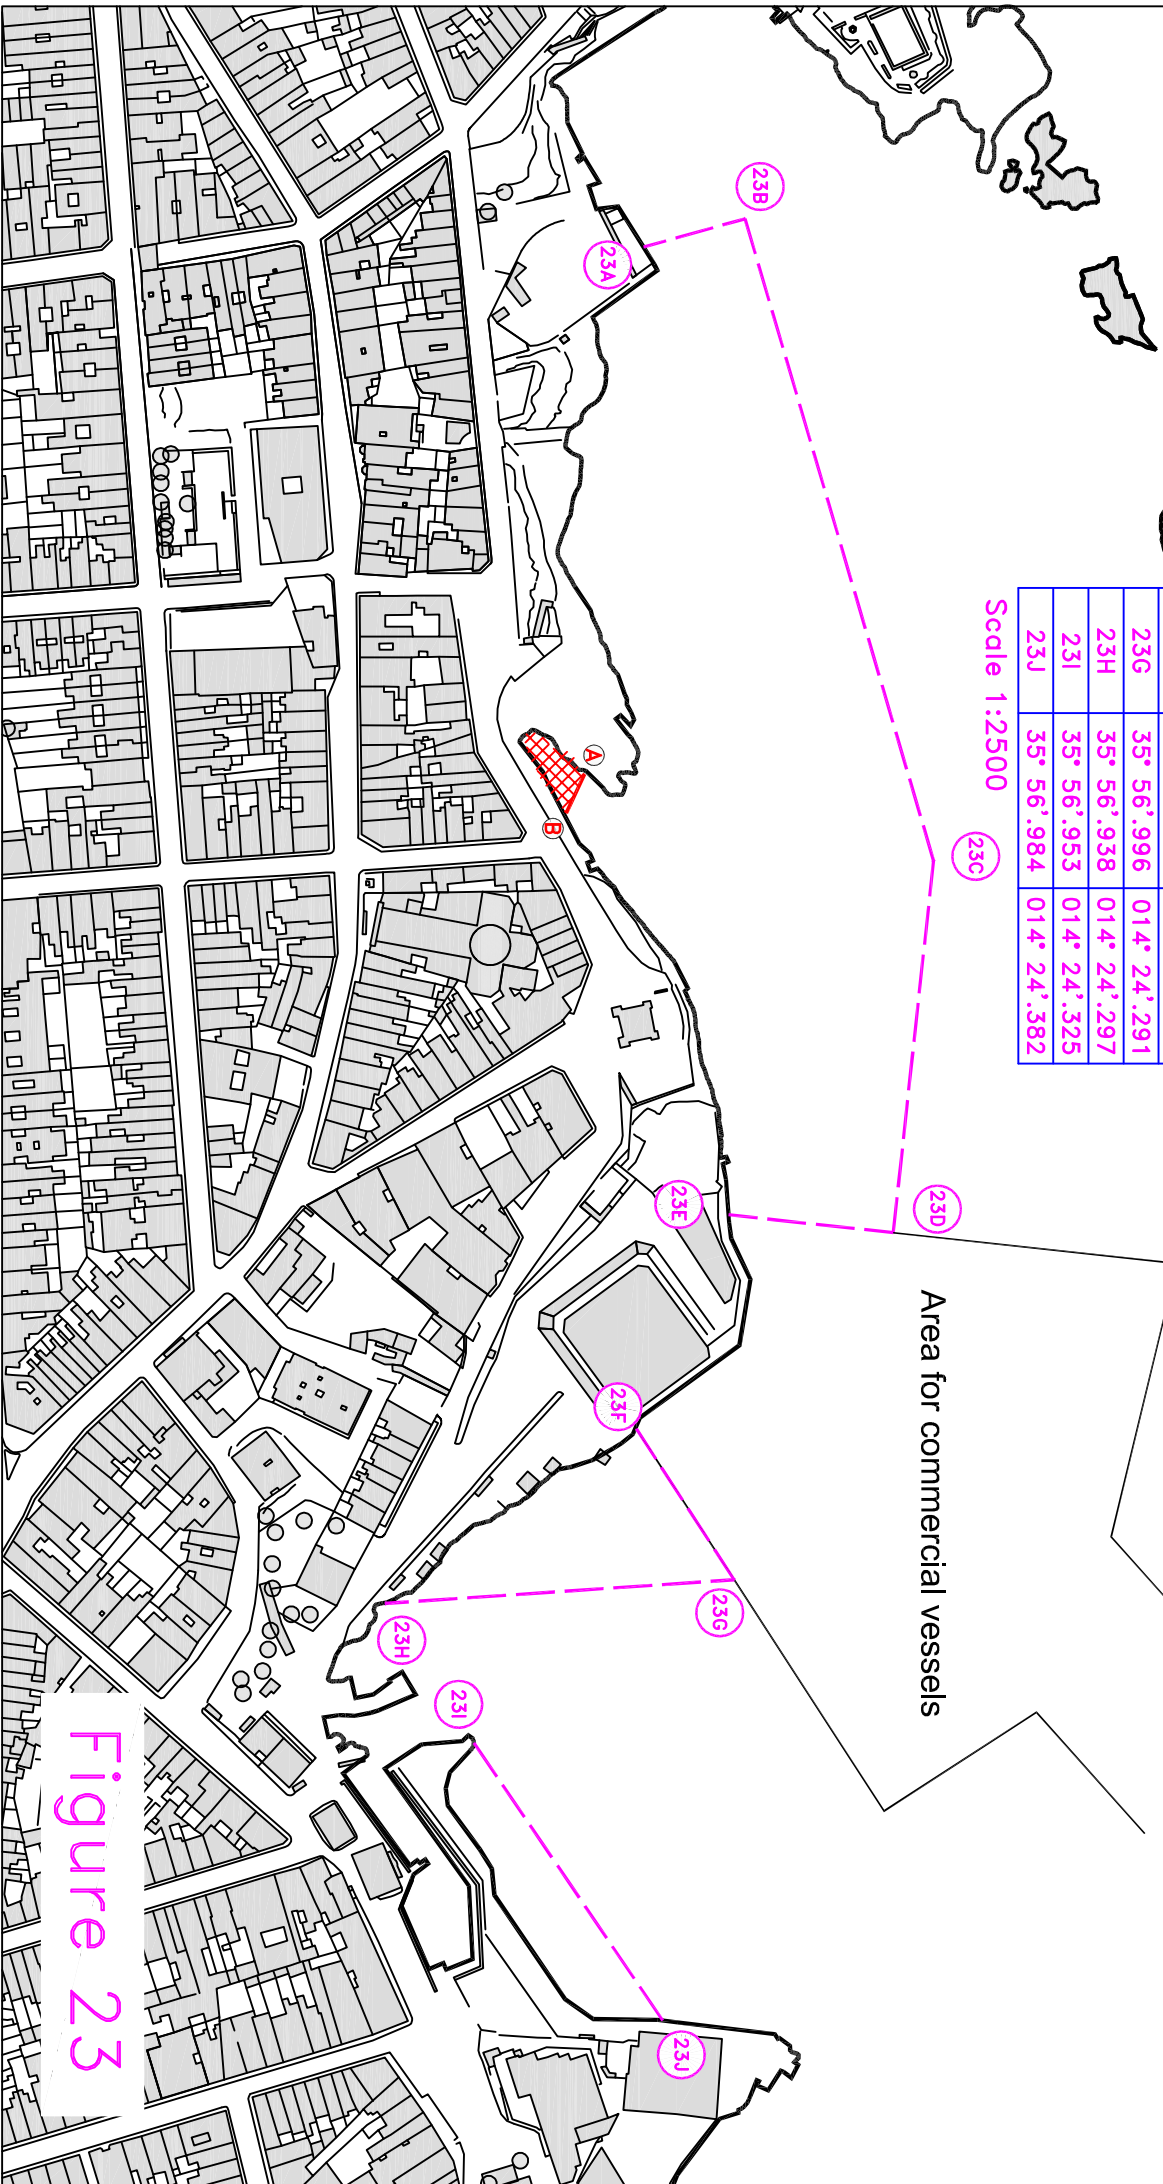 23G 35° 56'.996 014° 24'.291
23H 35° 56'.938 014° 24'.297
23I 35° 56'.953 014° 24'.325
23J 35° 56'.984 014° 24'.382
Scale 1:2500
23B
23A
23C
A
B
23D
23E
Area for commercial vessels
23F
23G
23H
23I
23J
Figure 23